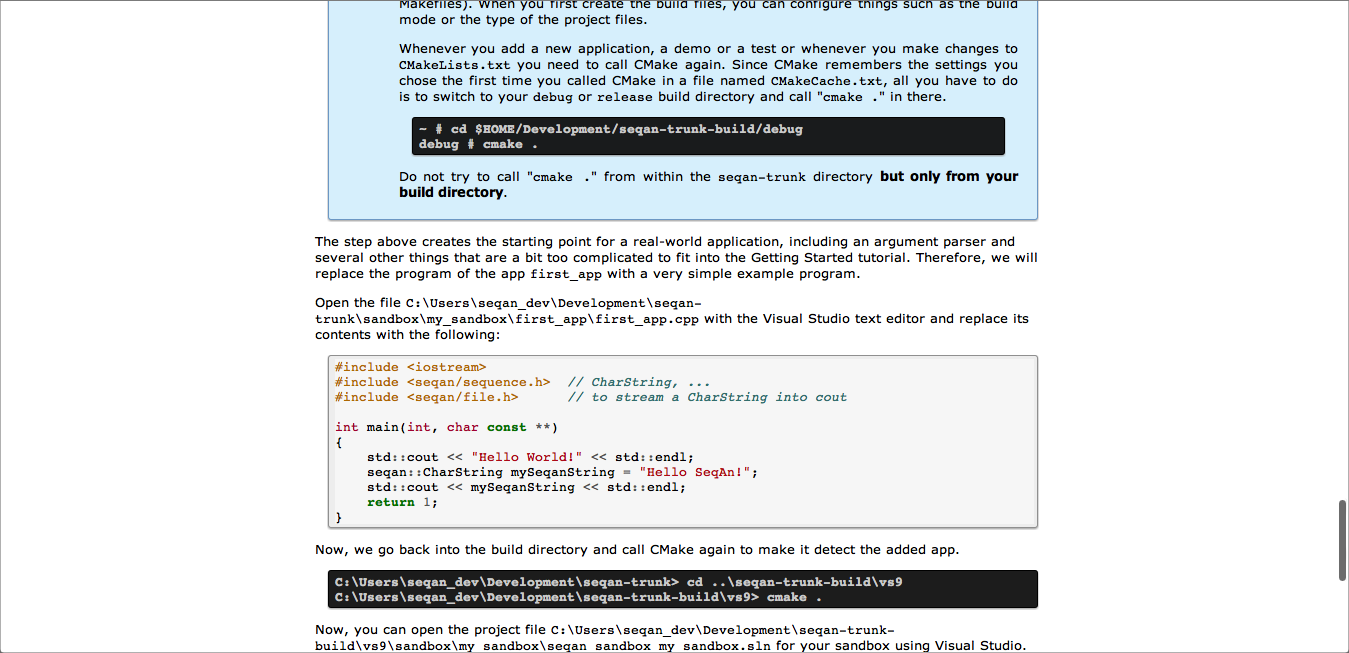 Makefiles). When you first create the build files, you can configure things such as the build
mode or the type of the project files.
Whenever you add a new application, a demo or a test or whenever you make changes to
CMakeLists.txt you need to call CMake again. Since CMake remembers the settings you
chose the first time you called CMake in a file named CMakeCache.txt, all you have to do
is to switch to your debug or release build directory and call "cmake ." in there.
~ # cd $HOME/Development/seqan-trunk-build/debug
debug # cmake .
Do not try to call "cmake ." from within the seqan-trunk directory but only from your
build directory.
The step above creates the starting point for a real-world application, including an argument parser and
several other things that are a bit too complicated to fit into the Getting Started tutorial. Therefore, we will
replace the program of the app first_app with a very simple example program.
Open the file C:\Users\seqan_dev\Development\seqan-
trunk\sandbox\my_sandbox\first_app\first_app.cpp with the Visual Studio text editor and replace its
contents with the following:
#include <iostream>
#include <seqan/sequence.h>  // CharString, ...
#include <seqan/file.h>      // to stream a CharString into cout
int main(int, char const **)
{
    std::cout << "Hello World!" << std::endl;
    seqan::CharString mySeqanString = "Hello SeqAn!";
    std::cout << mySeqanString << std::endl;
    return 1;
}
Now, we go back into the build directory and call CMake again to make it detect the added app.
C:\Users\seqan_dev\Development\seqan-trunk> cd ..\seqan-trunk-build\vs9
C:\Users\seqan_dev\Development\seqan-trunk-build\vs9> cmake .
Now, you can open the project file C:\Users\seqan_dev\Development\seqan-trunk-
build\vs9\sandbox\my_sandbox\seqan_sandbox_my_sandbox.sln for your sandbox using Visual Studio.